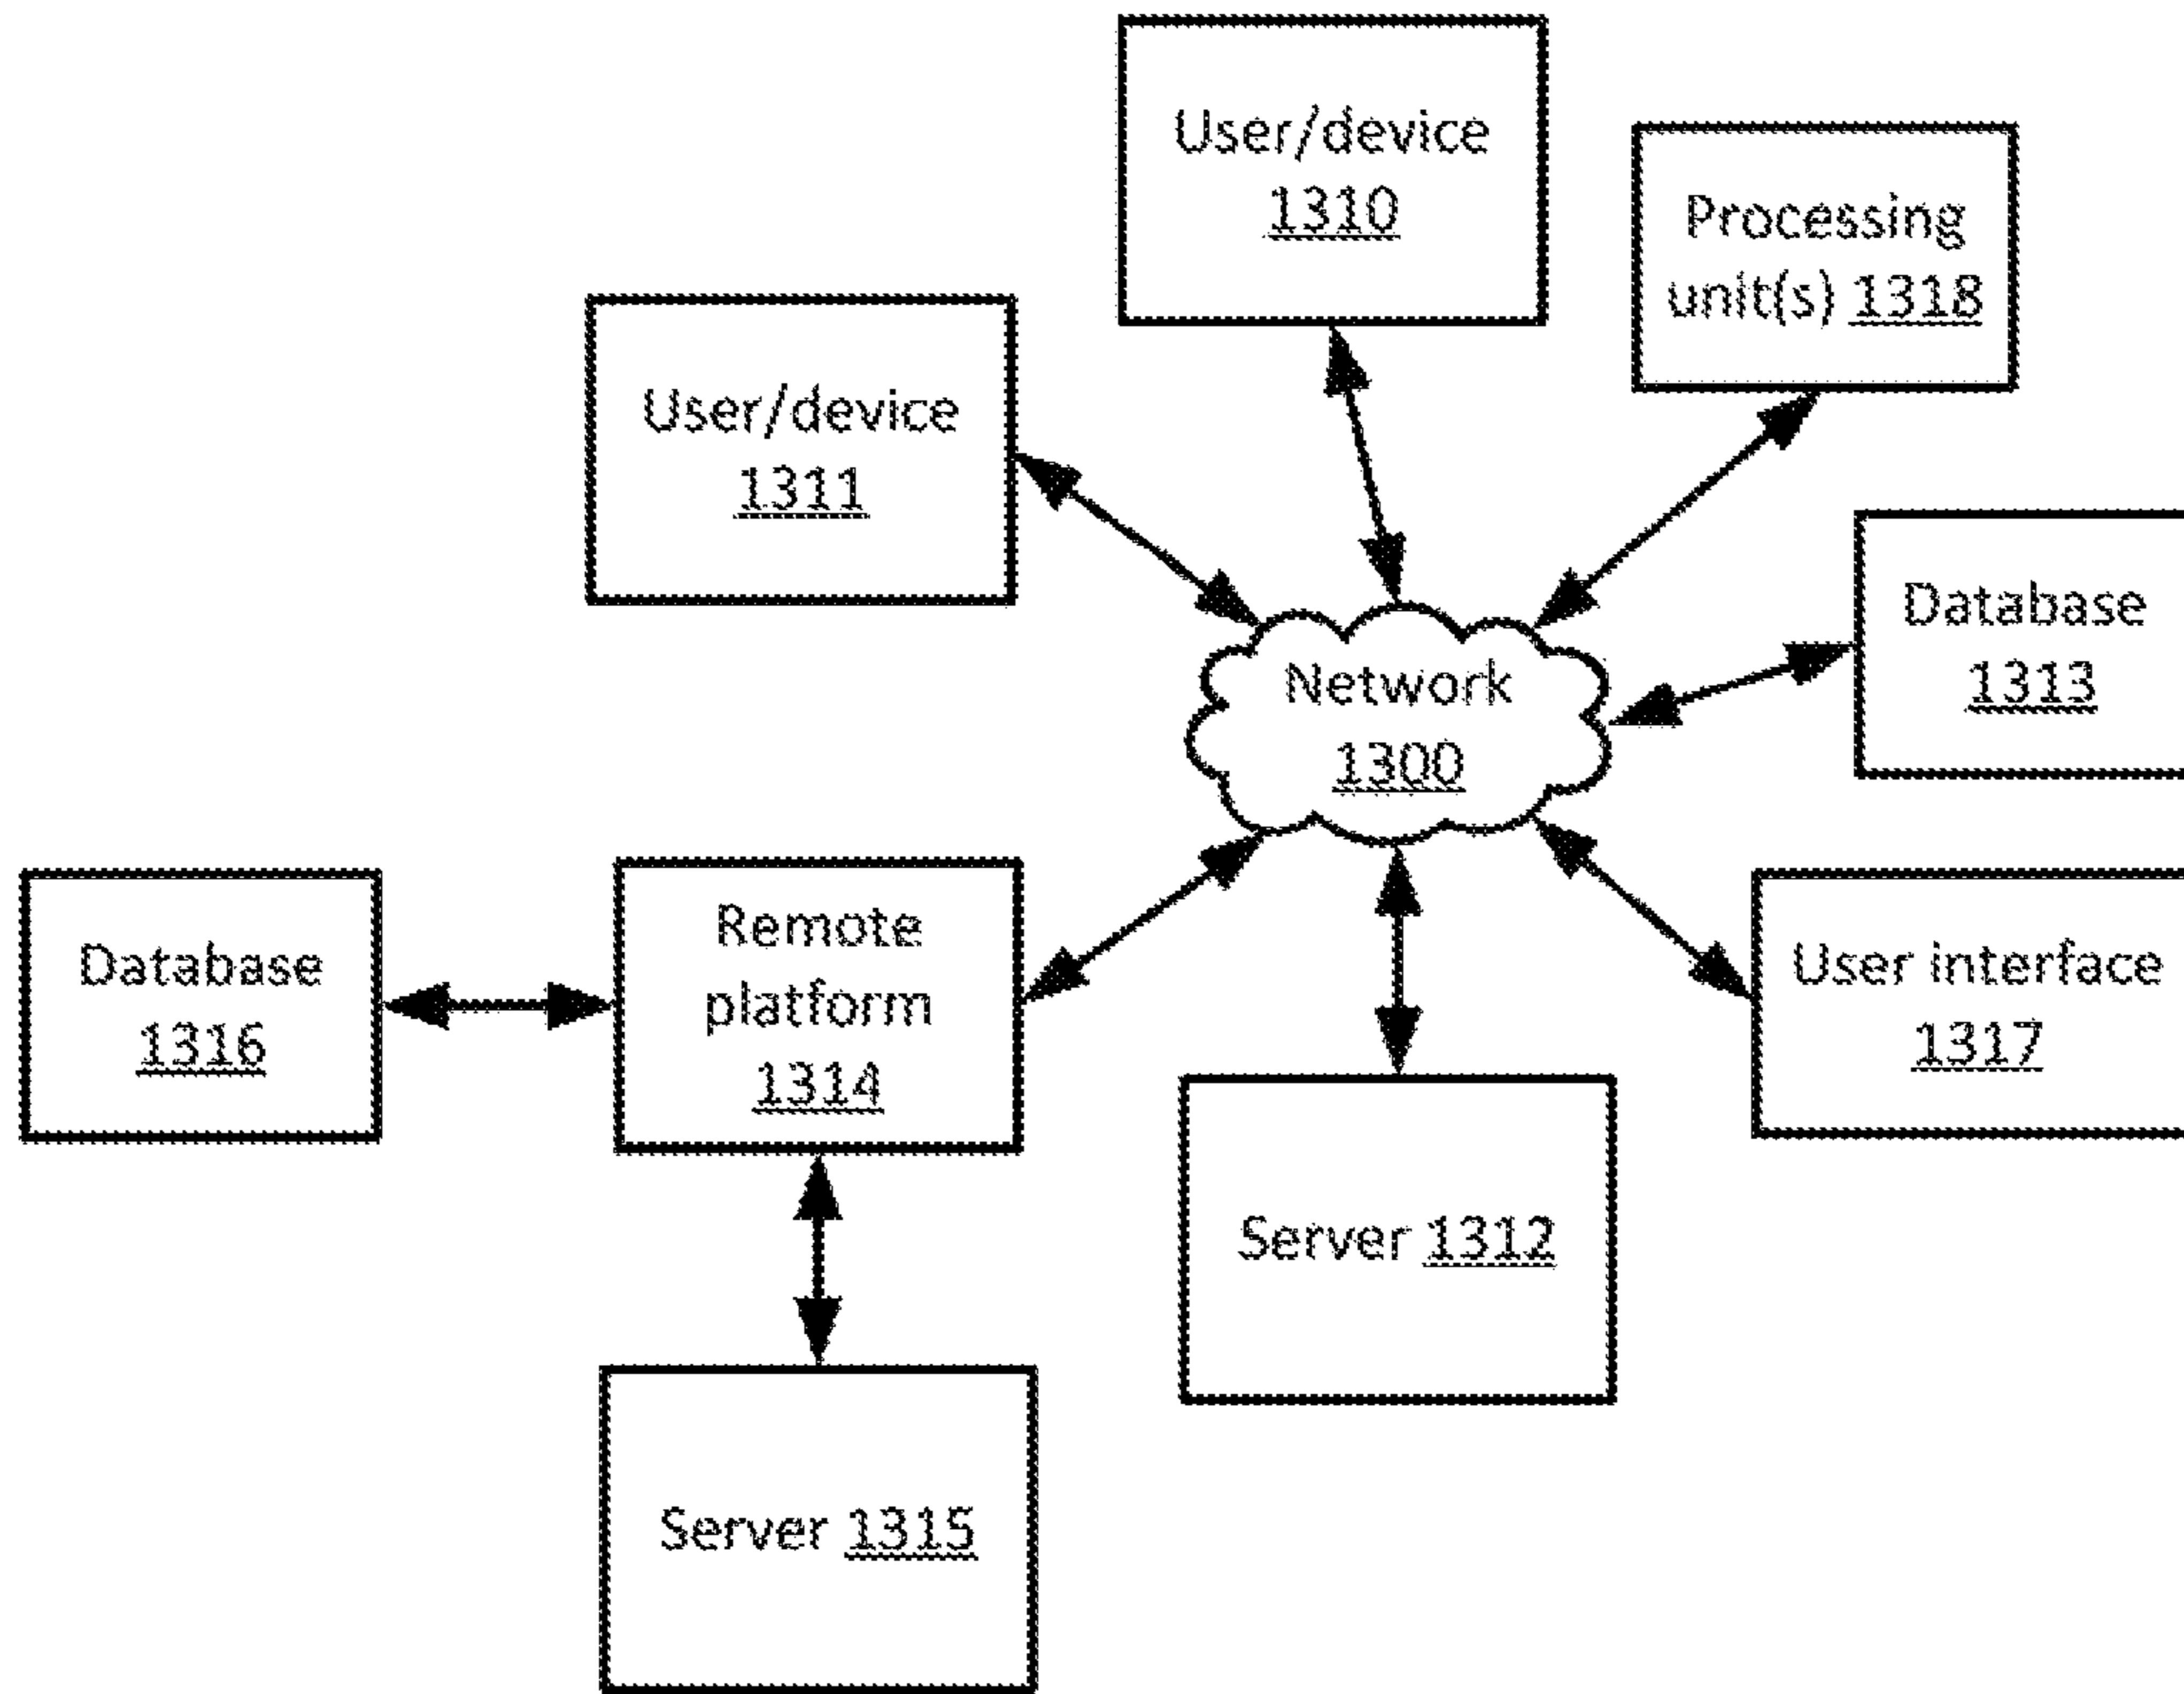 User/device
1310
Processing
unit(s) 1318
User/device
1311
Database
1313
Network
1300
Database
1316
Remote
platform
1314
User interface
1317
Server 1312
Server 1315